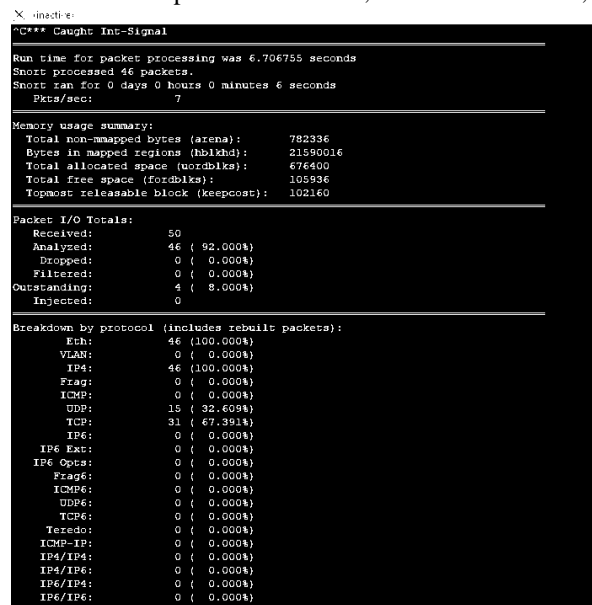 ‹inactive›
^C*** Caught Int-Signal
Run time for packet processing was 6.706755 seconds
Snort processed 46 packets.
Snort ran for 0 days 0 hours 0 minutes 6 seconds
Pkts/sec: 7
Memory usage summary:
Total non-mmapped bytes (arena): 782336
Bytes in mapped regions (hblkhd): 21590016
Total allocated space (uordblks): 676400
Total free space (fordblks): 105936
Topmost releasable block (keepcost): 102160
Packet I/O Totals:
Received: 50
Analyzed: 46 ( 92.000%)
Dropped: 0 ( 0.000%)
Filtered: 0 ( 0.000%)
Outstanding: 4 ( 8.000%)
Injected: 0
Breakdown by protocol (includes rebuilt packets):
Eth: 46 (100.000%)
VLAN: 0 ( 0.000%)
IP4: 46 (100.000%)
Frag: 0 ( 0.000%)
ICMP: 0 ( 0.000%)
UDP: 15 ( 32.609%)
TCP: 31 ( 67.391%)
IP6: 0 ( 0.000%)
IP6 Ext: 0 ( 0.000%)
IP6 Opts: 0 ( 0.000%)
Frag6: 0 ( 0.000%)
ICMP6: 0 ( 0.000%)
UDP6: 0 ( 0.000%)
TCP6: 0 ( 0.000%)
Teredo: 0 ( 0.000%)
ICMP-IP: 0 ( 0.000%)
IP4/IP4: 0 ( 0.000%)
IP4/IP6: 0 ( 0.000%)
IP6/IP4: 0 ( 0.000%)
IP6/IP6: 0 ( 0.000%)